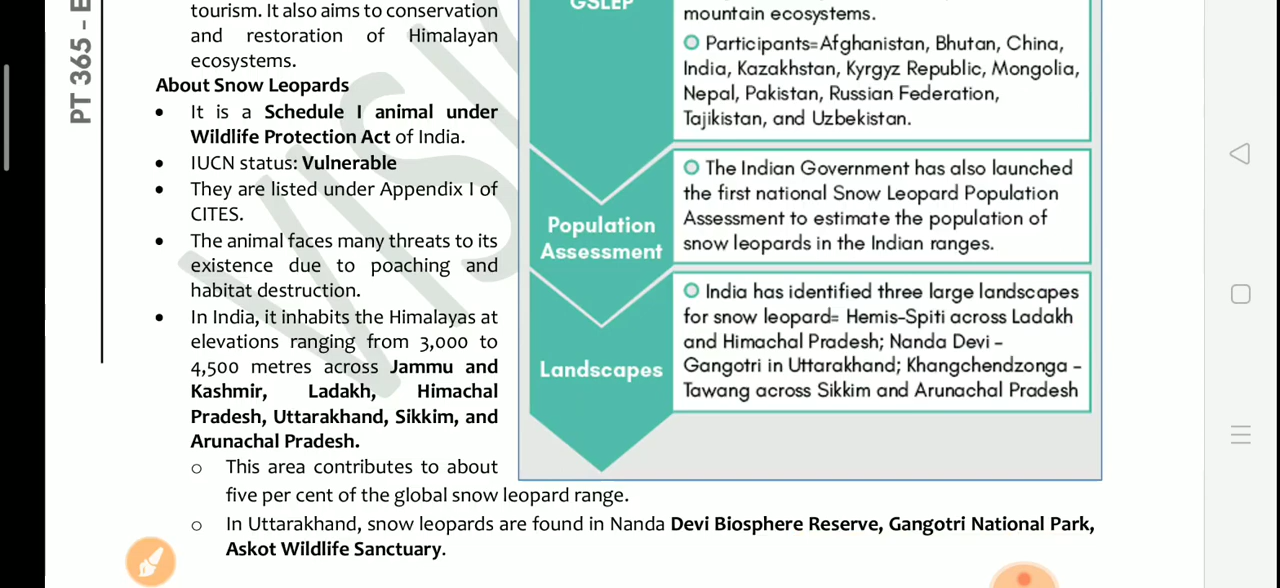 PT 365 - E
tourism. It also aims to conservation
and restoration of Himalayan
ecosystems.
About Snow Leopards
• It is a Schedule I animal under
Wildlife Protection Act of India.
• IUCN status: Vulnerable
• They are listed under Appendix I of
CITES.
• The animal faces many threats to its
existence due to poaching and
habitat destruction.
• In India, it inhabits the Himalayas at
elevations ranging from 3,000 to
4,500 metres across Jammu and
Kashmir, Ladakh, Himachal
Pradesh, Uttarakhand, Sikkim, and
Arunachal Pradesh.
o This area contributes to about
five per cent of the global snow leopard range.
o In Uttarakhand, snow leopards are found in Nanda Devi Biosphere Reserve, Gangotri National Park,
Askot Wildlife Sanctuary.
GSLEP
mountain ecosystems.
Participants=Afghanistan, Bhutan, China,
India, Kazakhstan, Kyrgyz Republic, Mongolia,
Nepal, Pakistan, Russian Federation,
Tajikistan, and Uzbekistan.
Population
Assessment
The Indian Government has also launched
the first national Snow Leopard Population
Assessment to estimate the population of
snow leopards in the Indian ranges.
Landscapes
India has identified three large landscapes
for snow leopard= Hemis-Spiti across Ladakh
and Himachal Pradesh; Nanda Devi –
Gangotri in Uttarakhand; Khangchendzonga –
Tawang across Sikkim and Arunachal Pradesh